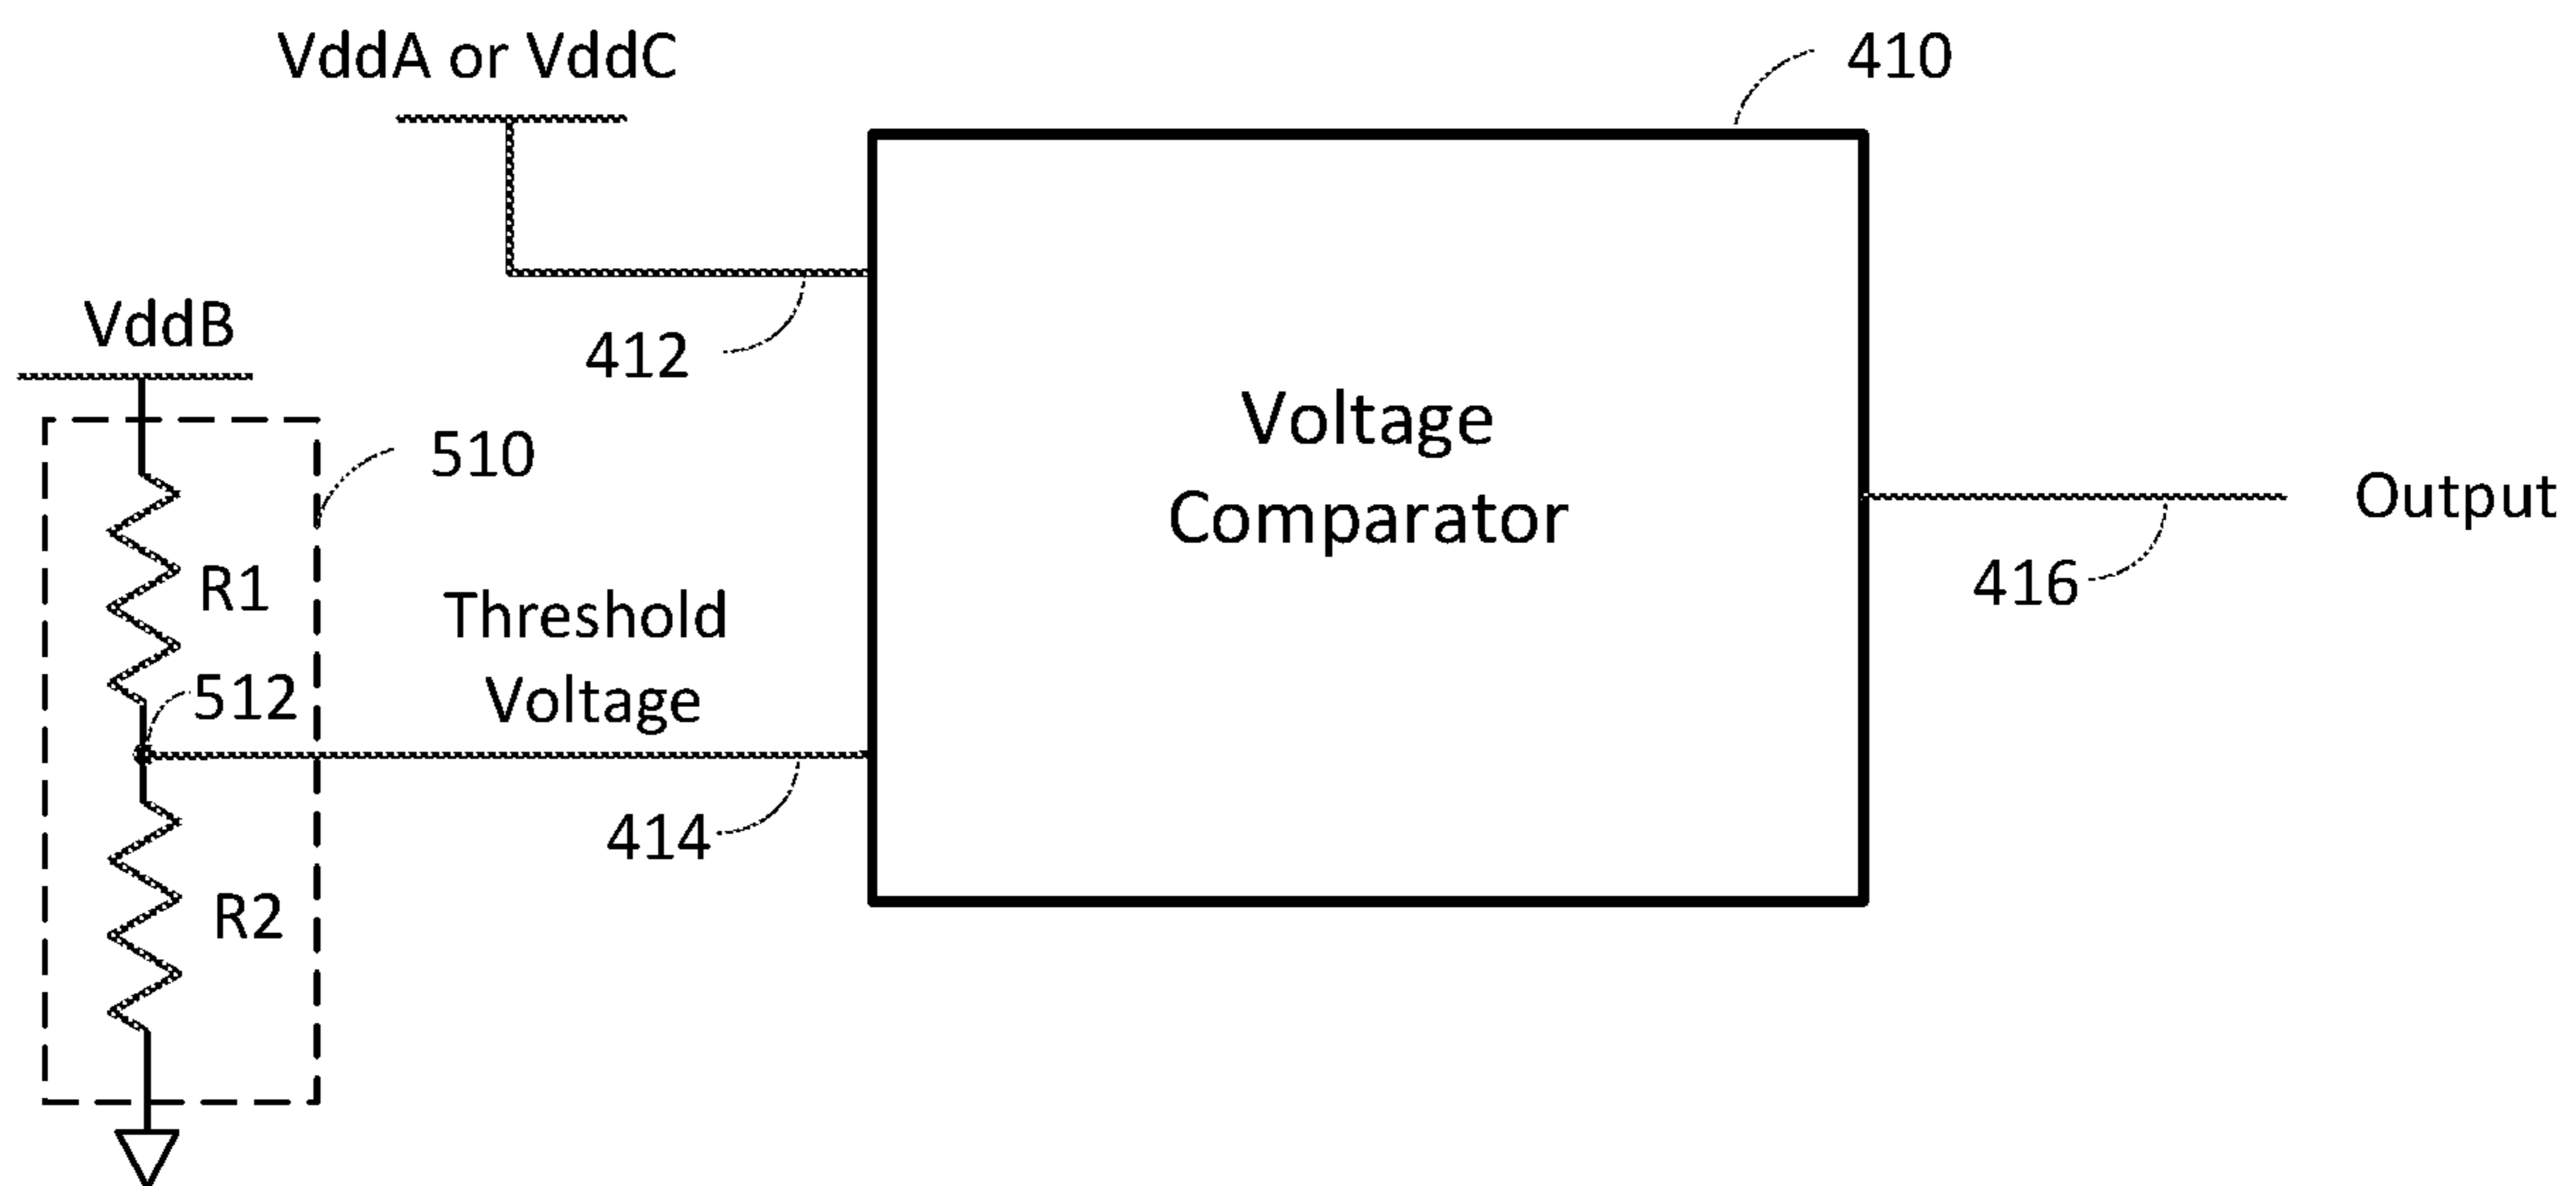 VddA or VddC
410
412
VddB
510
Voltage
Comparator
Output
416
R1
Threshold
Voltage
512
414
R2